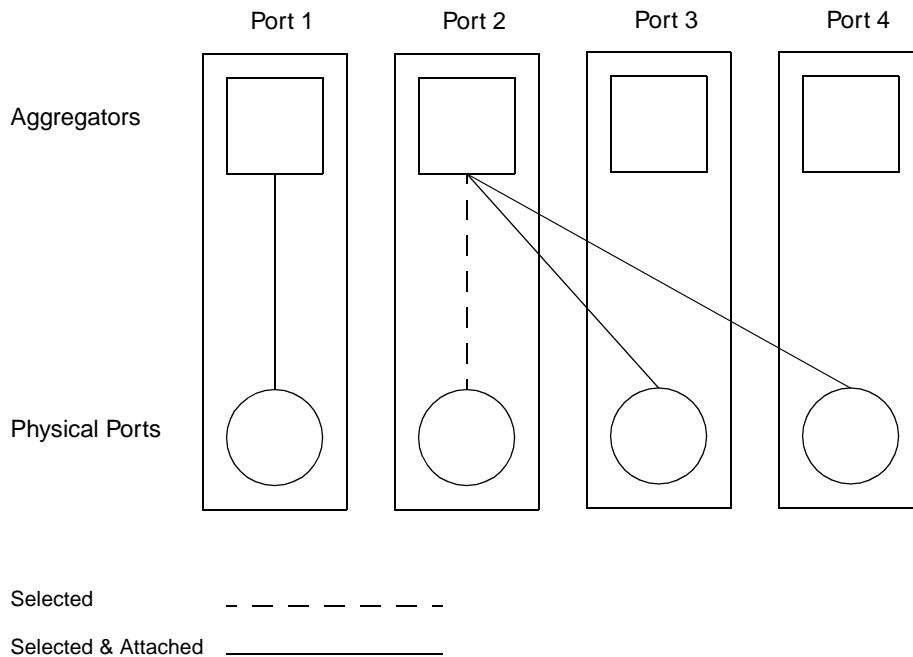 Port 1
Port 2
Port 3
Port 4
Aggregators
Physical Ports
Selected
Selected & Attached